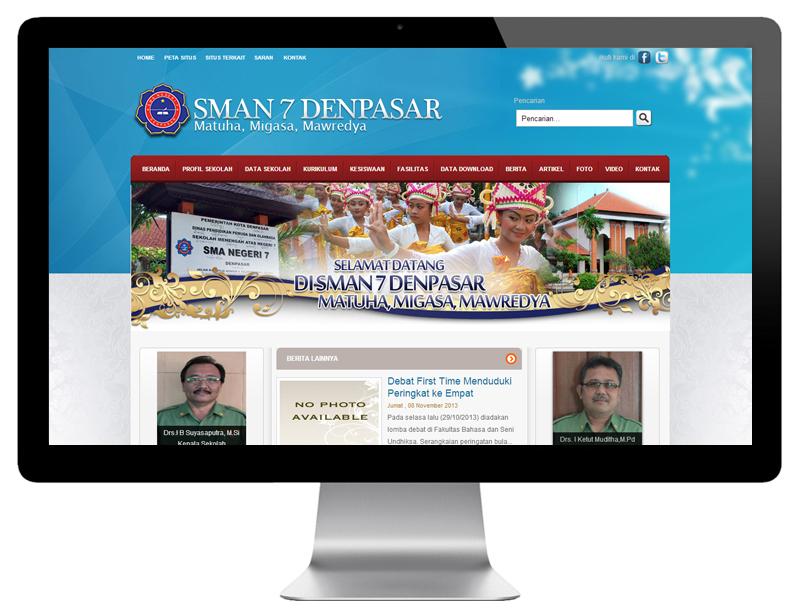 HOME PETA SITUS SITUS TERKAIT SARAN KONTAK
Ikuti kami di
SMAN 7 DENPASAR
Matuha, Migasa, Mawredya
Pencarian
Pencarian...
BERANDA PROFIL SEKOLAH DATA SEKOLAH KURIKULUM KESISWAAN FASILITAS DATA DOWNLOAD BERITA ARTIKEL FOTO VIDEO KONTAK
PEMERINTAH KOTA DENPASAR
DINAS PENDIDIKAN PEMUDA DAN OLAHRAGA
SEKOLAH MENENGAH ATAS NEGERI 7
SMA NEGERI 7
DENPASAR
SELAMAT DATANG
DI SMAN 7 DENPASAR
MATUHA, MIGASA, MAWREDYA
BERITA LAINNYA
NO PHOTO
AVAILABLE
Debat First Time Menduduki
Peringkat ke Empat
Jumat , 08 November 2013
Pada selasa lalu (29/10/2013) diadakan
lomba debat di Fakultas Bahasa dan Seni
Undhiksa. Serangkaian peringatan bula...
Drs.I B Suyasaputra, M.Si
Kepala Sekolah
Drs. I Ketut Muditha,M.Pd